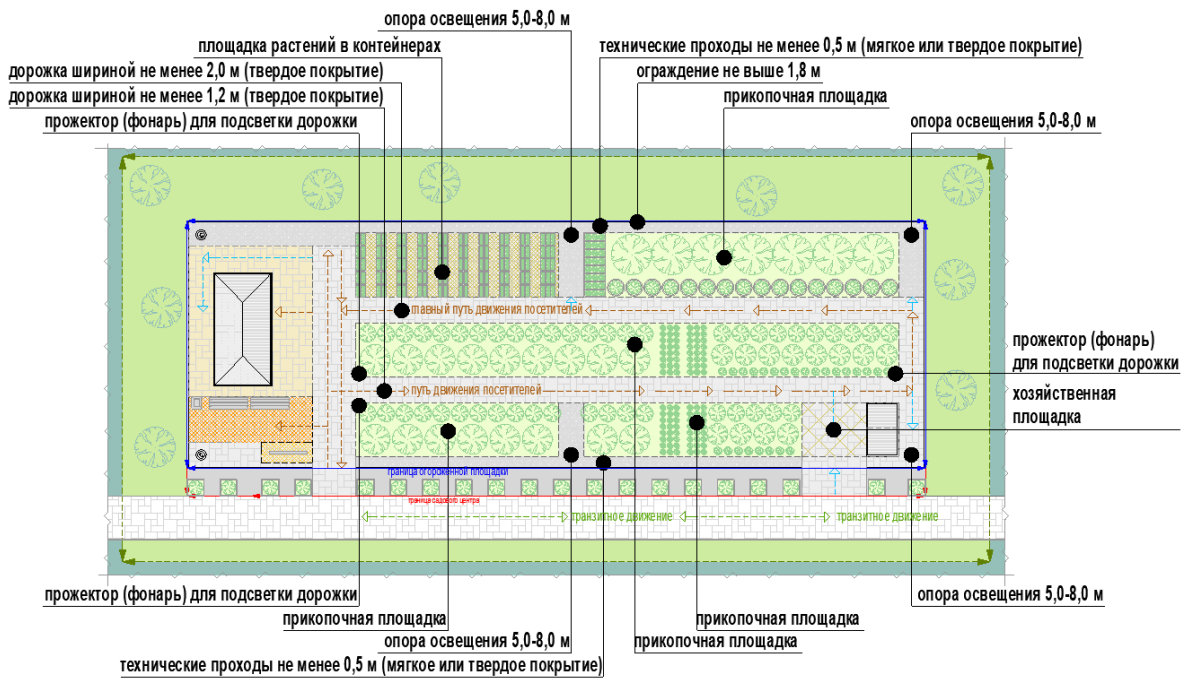 опора освещения 5,0-8,0 м
площадка растений в контейнерах
технические проходы не менее 0,5 м (мягкое или твердое покрытие)
дорожка шириной не менее 2,0 м (твердое покрытие)
ограждение не выше 1,8 м
дорожка шириной не менее 1,2 м (твердое покрытие)
прикопочная площадка
прожектор (фонарь) для подсветки дорожки
опора освещения 5,0-8,0 м
главный путь движения посетителей
прожектор (фонарь)
для подсветки дорожки
путь движения посетителей
хозяйственная
площадка
граница огороженной площадки
граница садового центра
транзитное движение
транзитное движение
прожектор (фонарь) для подсветки дорожки
опора освещения 5,0-8,0 м
прикопочная площадка
прикопочная площадка
опора освещения 5,0-8,0 м
прикопочная площадка
технические проходы не менее 0,5 м (мягкое или твердое покрытие)